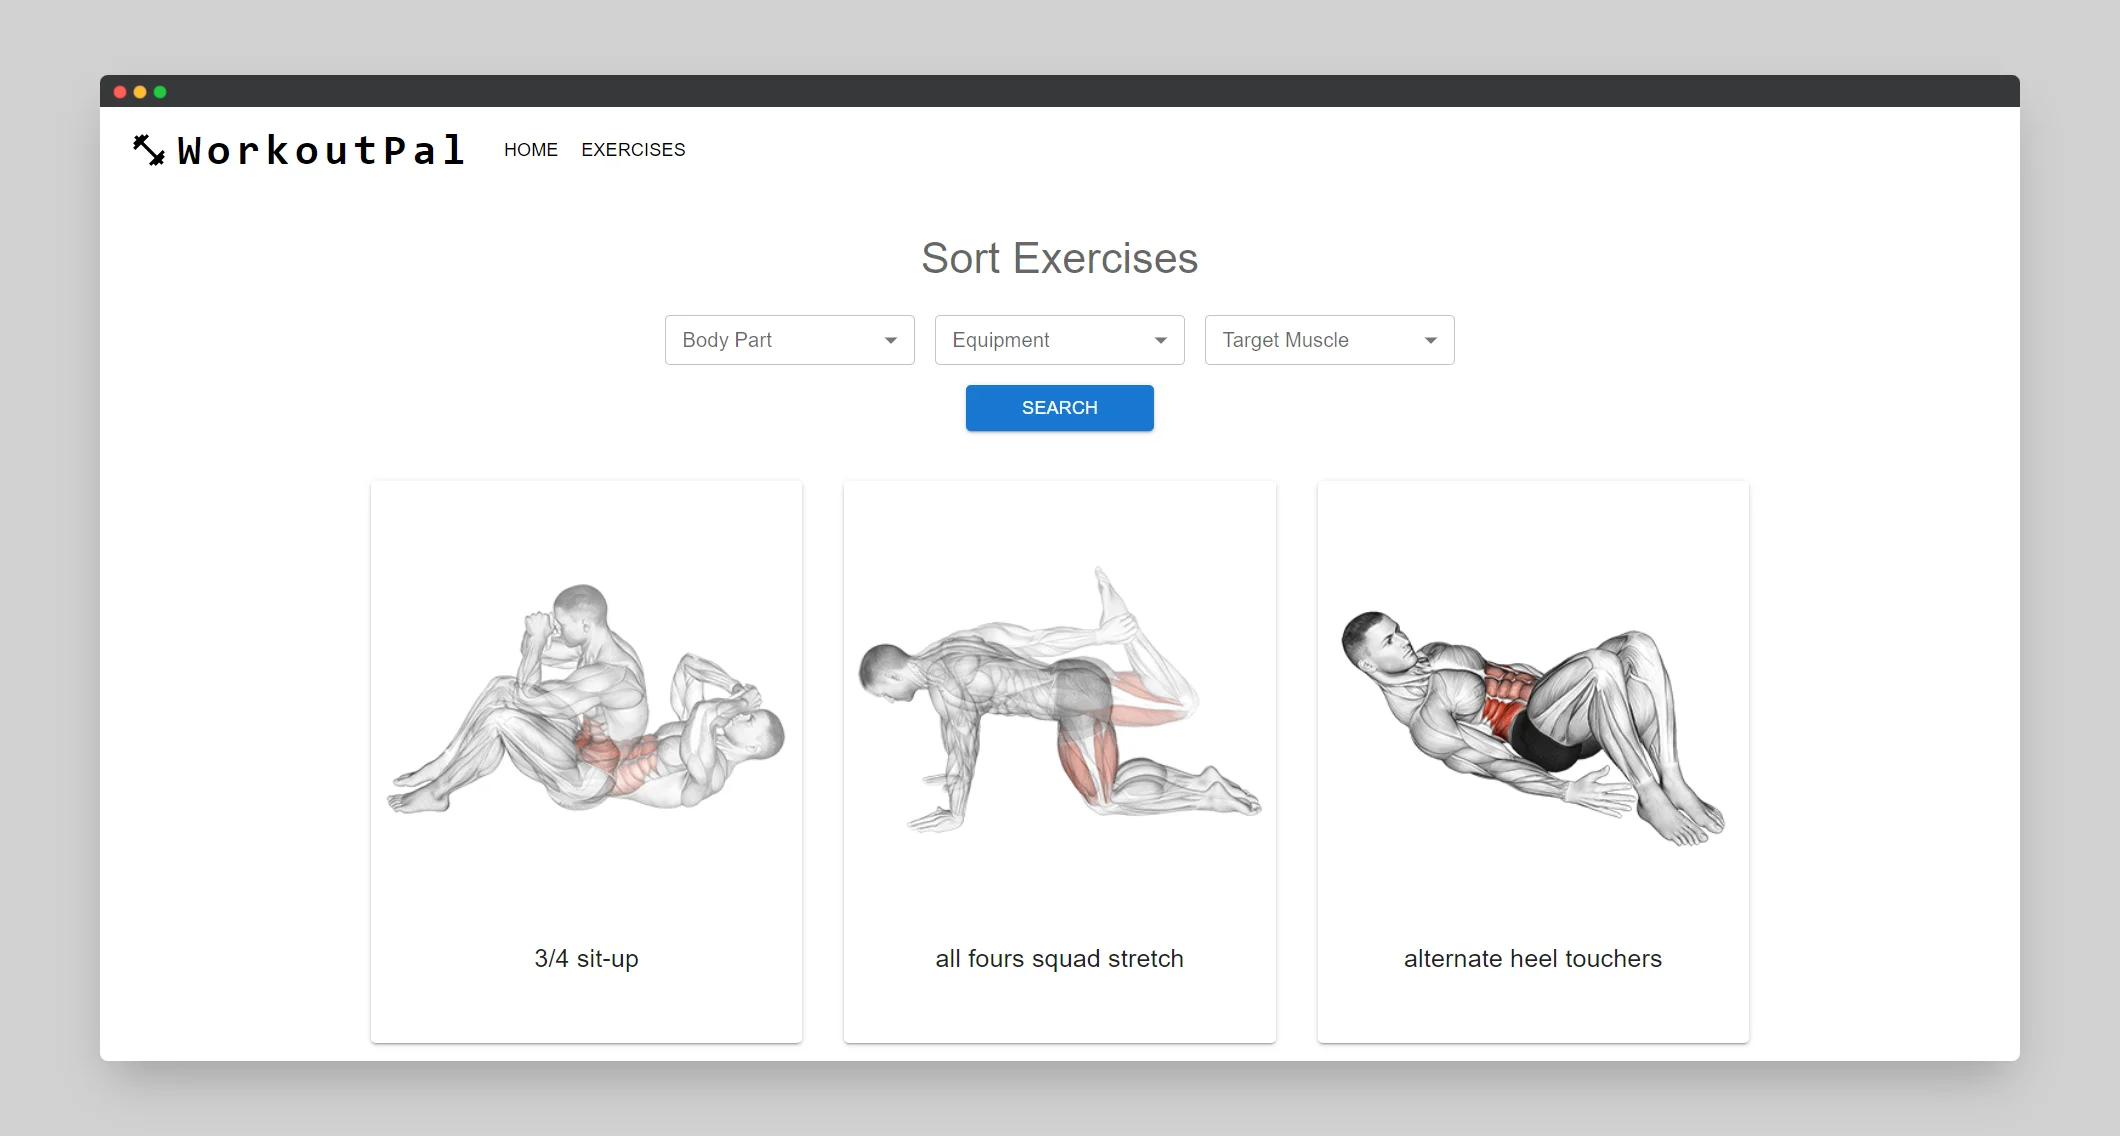 WorkoutPal HOME EXERCISES
Sort Exercises
Body Part Equipment Target Muscle
SEARCH
3/4 sit-up
all fours squad stretch
alternate heel touchers